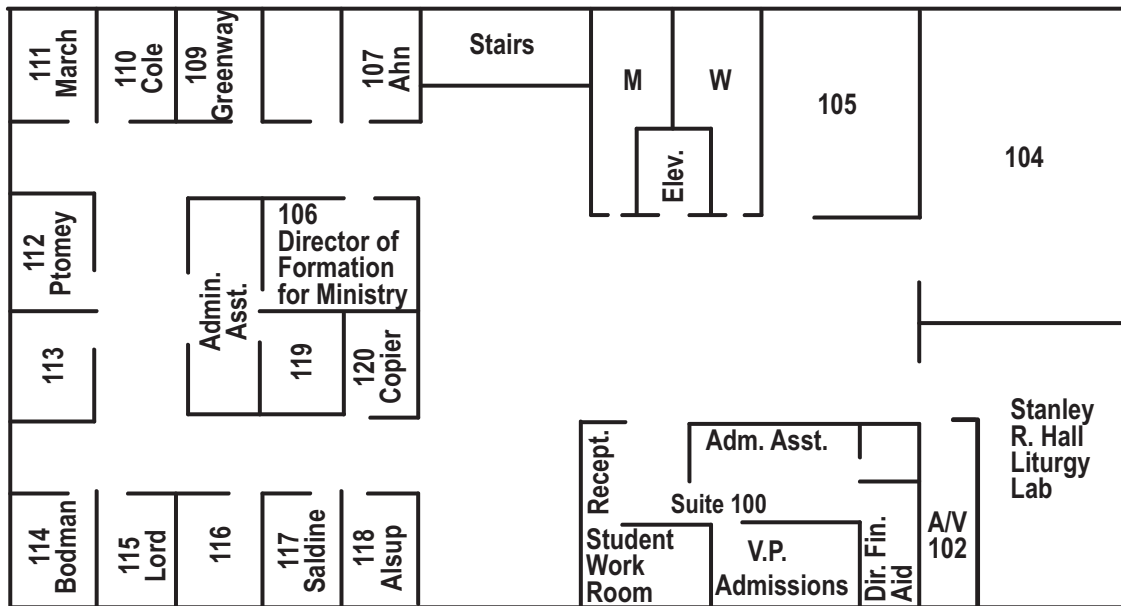 111
March
110
Cole
109
Greenway
107
Ahn
Stairs
M
W
Elev.
105
104
112
Ptomey
113
Admin.
Asst.
106
Director of
Formation
for Ministry
119
120
Copier
114
Bodman
115
Lord
116
117
Saldine
118
Alsup
Recept.
Adm. Asst.
Suite 100
Student
Work
Room
V.P.
Admissions
Dir. Fin.
Aid
A/V
102
Stanley
R. Hall
Liturgy
Lab